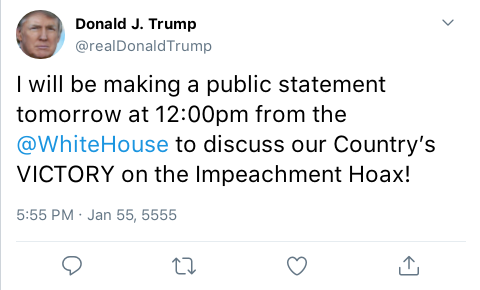 Donald J. Trump
@realDonaldTrump
I will be making a public statement
tomorrow at 12:00pm from the
@WhiteHouse to discuss our Country’s
VICTORY on the Impeachment Hoax!
5:55 PM · Jan 55, 5555